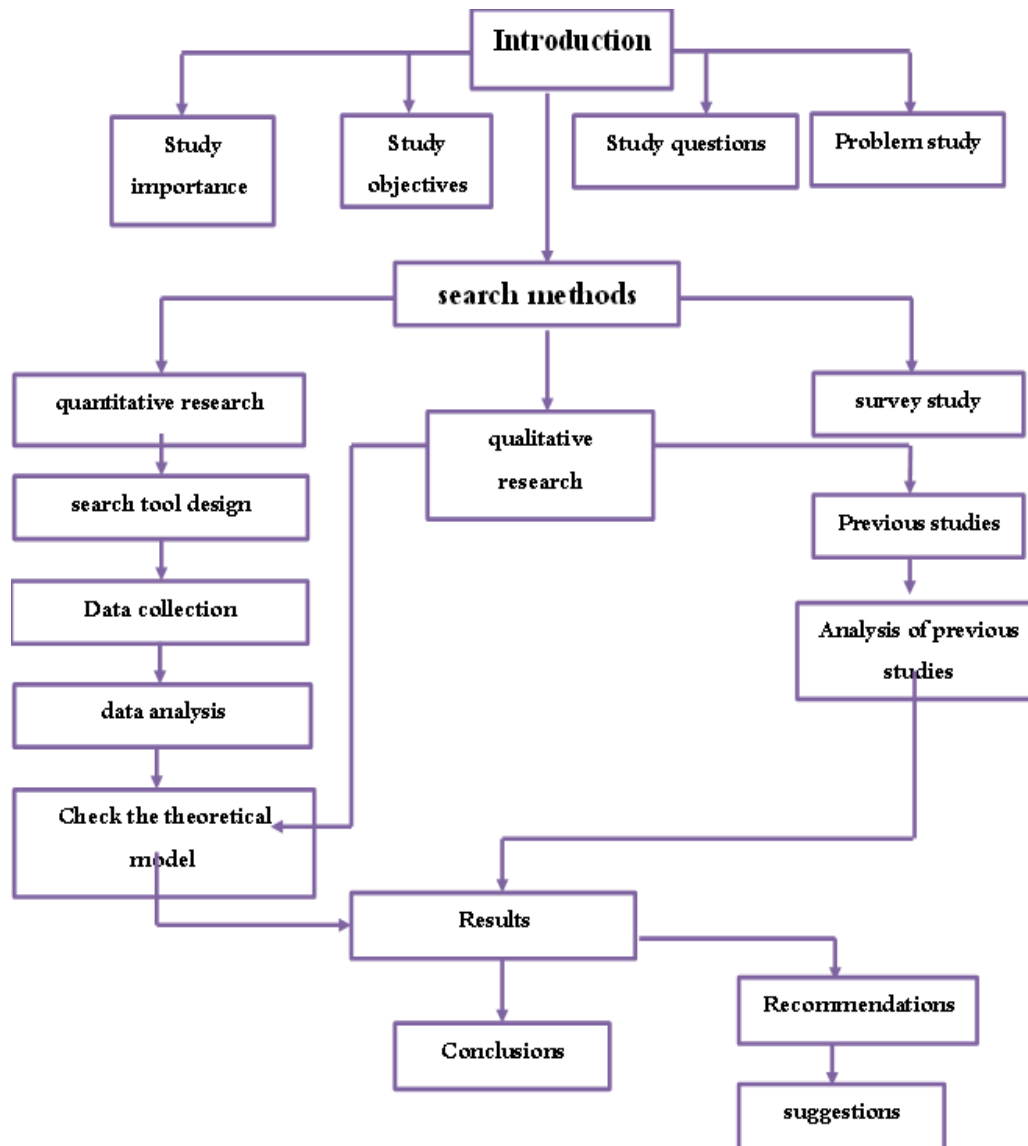 Introduction
Study
importance
Study
objectives
Study questions
Problem study
search methods
quantitative research
qualitative
research
survey study
search tool design
Previous studies
Data collection
Analysis of previous
studies
data analysis
Check the theoretical
model
Results
Recommendations
Conclusions
suggestions